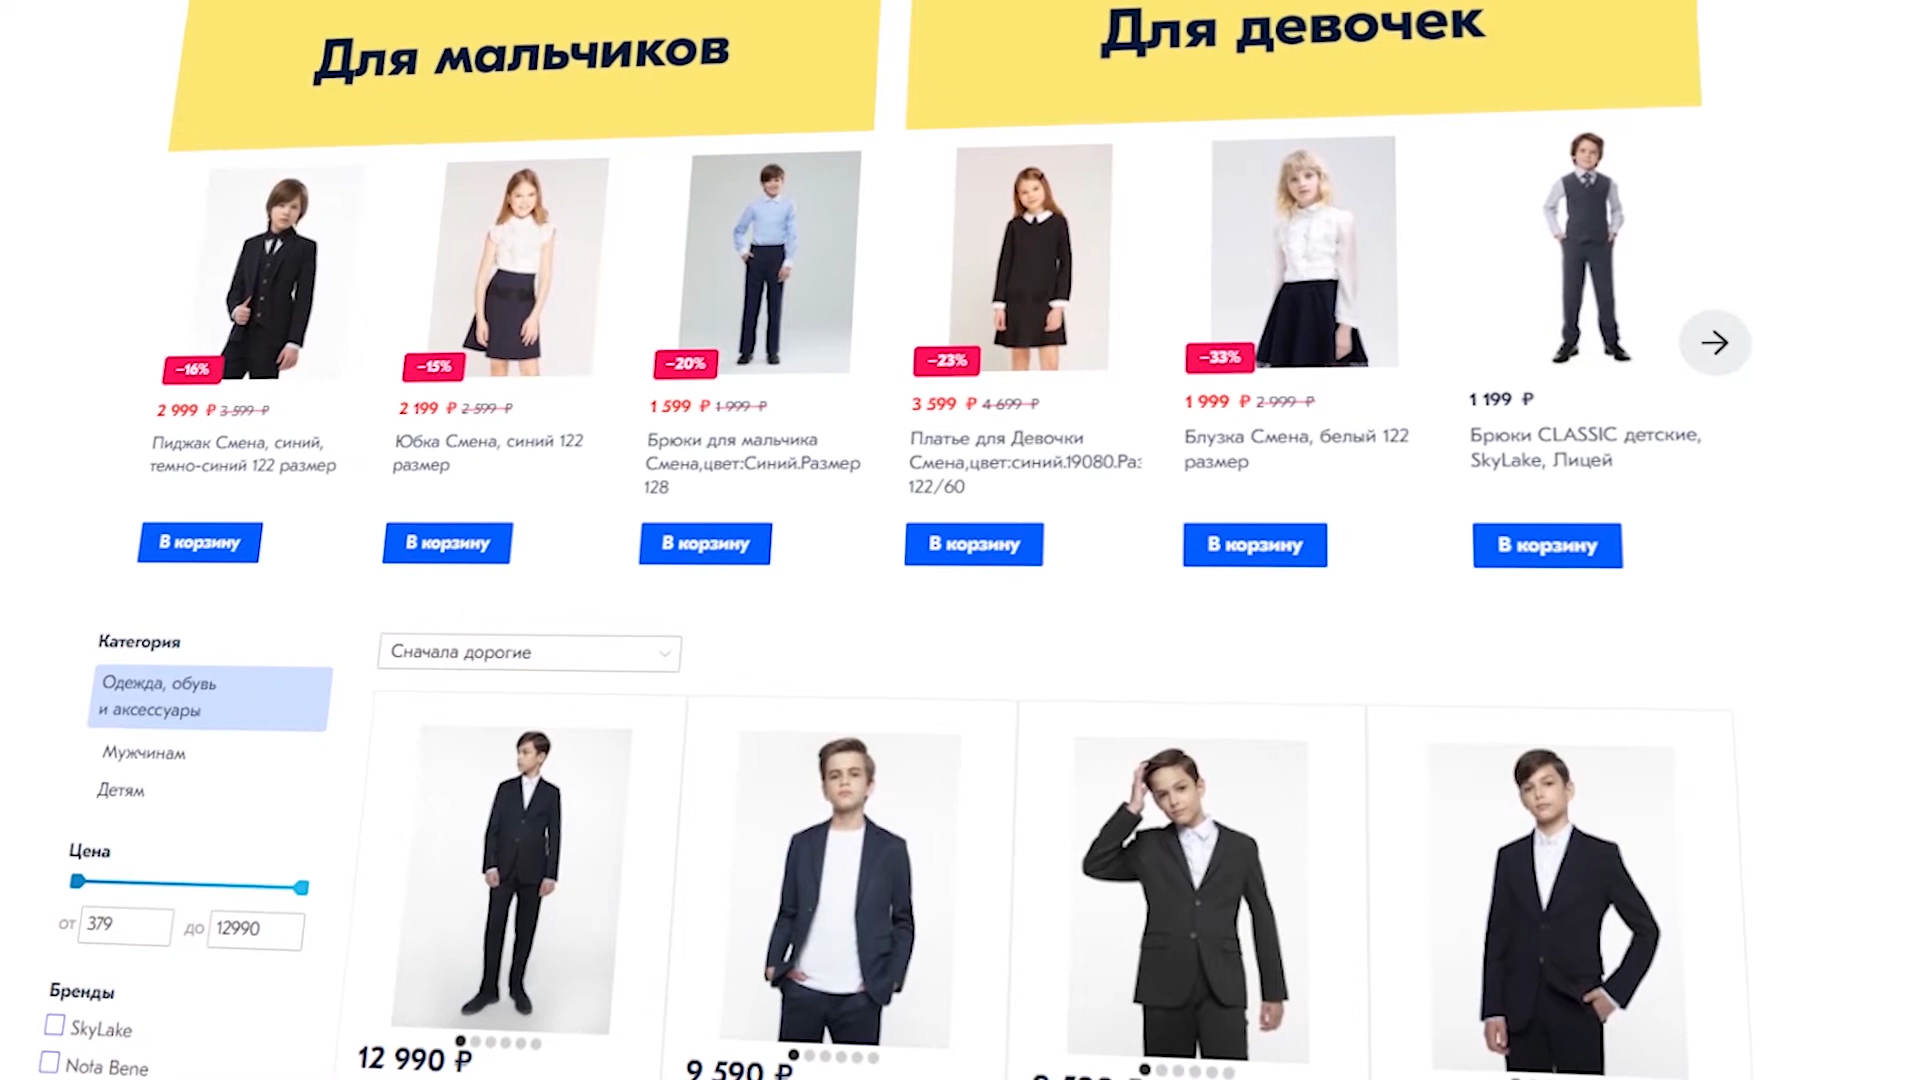 Для мальчиков
Для девочек
–16%
–15%
–20%
–23%
–33%
2 999 ₽ 3 599 ₽
2 199 ₽ 2 599 ₽
1 599 ₽ 1 999 ₽
3 599 ₽ 4 699 ₽
1 999 ₽ 2 999 ₽
1 199 ₽
Пиджак Смена, синий,
темно-синий 122 размер
Юбка Смена, синий 122
размер
Брюки для мальчика
Смена,цвет:Синий.Размер
128
Платье для Девочки
Смена,цвет:синий.19080.Раз
122/60
Блузка Смена, белый 122
размер
Брюки CLASSIC детские,
SkyLake, Лицей
В корзину
В корзину
В корзину
В корзину
В корзину
В корзину
Категория
Одежда, обувь
и аксессуары
Мужчинам
Детям
Цена
от 379 до 12990
Бренды
SkyLake
Nota Bene
Сначала дорогие
12 990 ₽
9 590 ₽